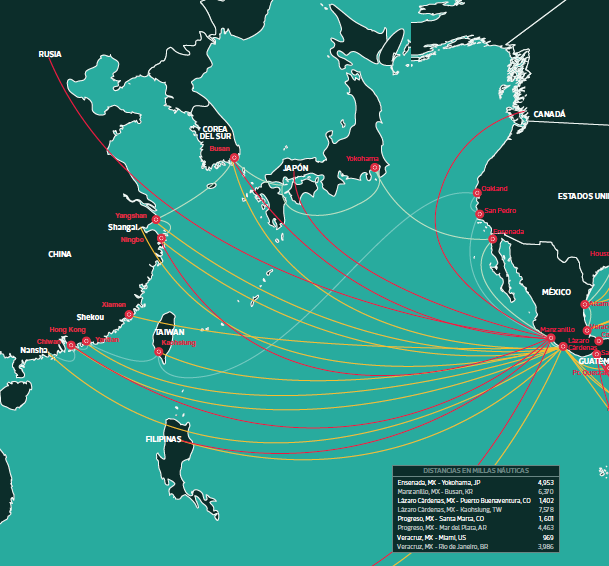 RUSIA
CANADÁ
COREA
DEL SUR
Busan
JAPÓN
Yokohama
Oakland
San Pedro
ESTADOS UNI
Yangshan
Shangai
Ningbo
Ensenada
CHINA
Hous
MÉXICO
Xiamen
Shekou
Hong Kong
TAIWAN
Kaohsiung
Manzanillo
Lázaro
Cárdenas
Nansha
GUATEM
FILIPINAS
DISTANCIAS EN MILLAS NÁUTICAS
Ensenada, MX - Yokohama, JP 4,953
Manzanillo, MX - Busan, KR 6,370
Lázaro Cárdenas, MX - Puerto Buenaventura, CO 1,402
Lázaro Cárdenas, MX - Kaohsiung, TW 7,578
Progreso, MX - Santa Marta, CO 1,601
Progreso, MX - Mar del Plata, AR 4,463
Veracruz, MX - Miami, US 969
Veracruz, MX - Río de Janeiro, BR 3,986